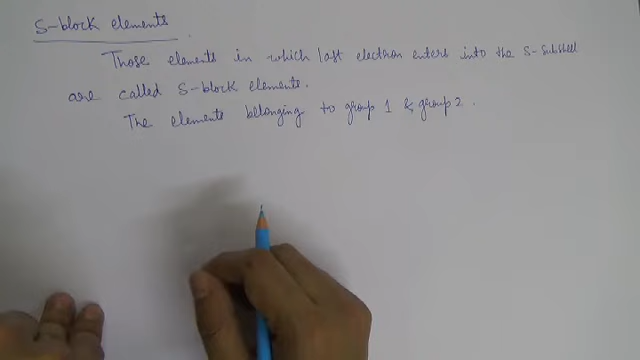 S-block elements
Those elements in which last electron enters into the S-subshell
are called S-block elements.
The elements belonging to group 1 & group 2.